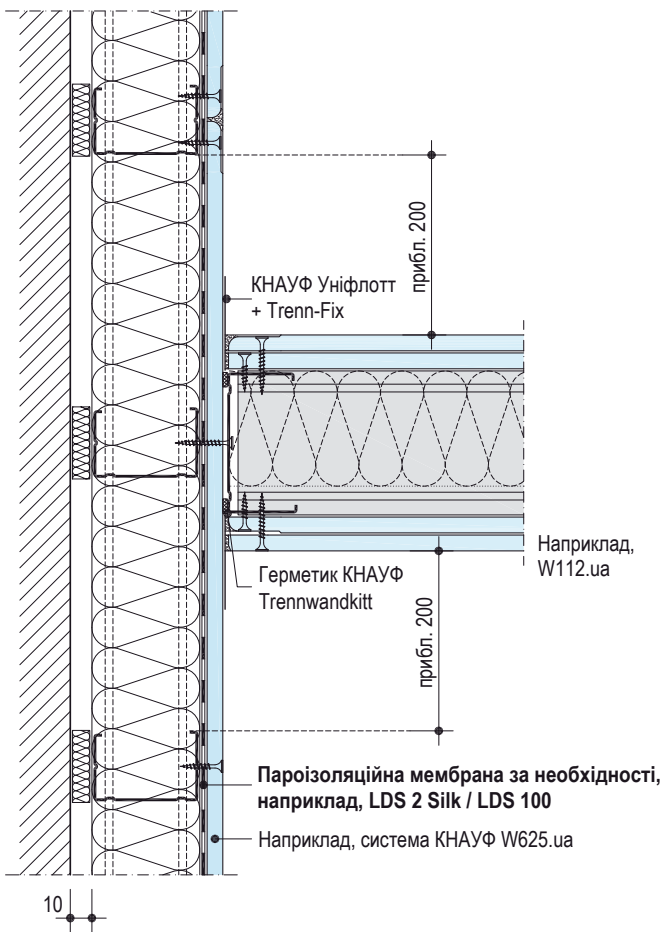 прибл. 200
КНАУФ Уніфлотт
+ Trenn-Fix
Наприклад,
W112.ua
Герметик КНАУФ
Trennwandkitt
прибл. 200
Пароізоляційна мембрана за необхідності,
наприклад, LDS 2 Silk / LDS 100
Наприклад, система КНАУФ W625.ua
10